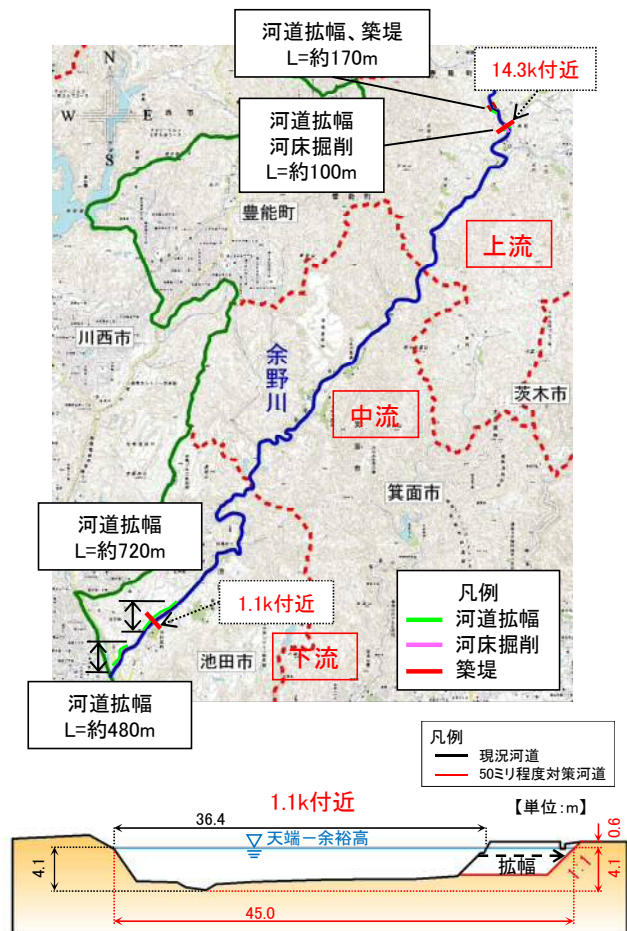 河道拡幅、築堤
L=約170m
14.3k付近
N
W E
S
河道拡幅
河床掘削
L=約100m
豊能町
上流
川西市
余野川
中流
茨木市
箕面市
河道拡幅
L=約720m
1.1k付近
凡例
河道拡幅
河床掘削
築堤
池田市
下流
河道拡幅
L=約480m
凡例
現況河道
50ミリ程度対策河道
1.1k付近
【単位:m】
36.4
天端-余裕高
0.6
4.1
拡幅
1:1
4.1
45.0